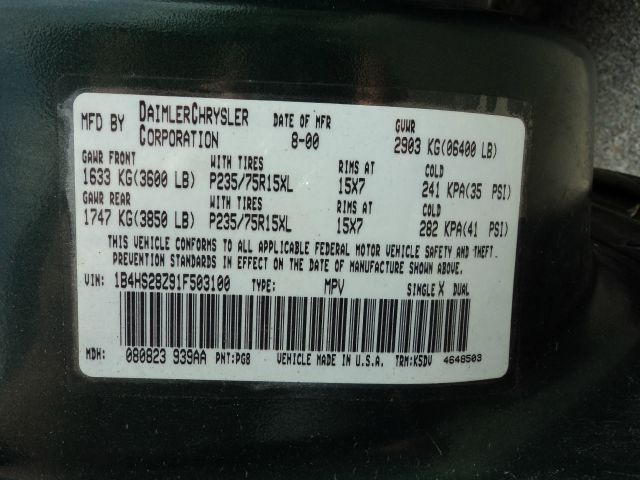 MFD BY DAIMLERCHRYSLER CORPORATION DATE OF MFR 8-00 GVWR 2903 KG(06400 LB)
GAWR FRONT WITH TIRES RIMS AT COLD
1633 KG(3600 LB) P235/75R15XL 15X7 241 KPA(35 PSI)
GAWR REAR WITH TIRES RIMS AT COLD
1747 KG(3850 LB) P235/75R15XL 15X7 282 KPA(41 PSI)
THIS VEHICLE CONFORMS TO ALL APPLICABLE FEDERAL MOTOR VEHICLE SAFETY AND THEFT
PREVENTION STANDARDS IN EFFECT ON THE DATE OF MANUFACTURE SHOWN ABOVE.
VIN: 1B4HS28Z91F503100 TYPE: MPV SINGLE X DUAL
MDH: 080823 939AA PNT:PG8 VEHICLE MADE IN U.S.A. TRM:K5DV 4648503